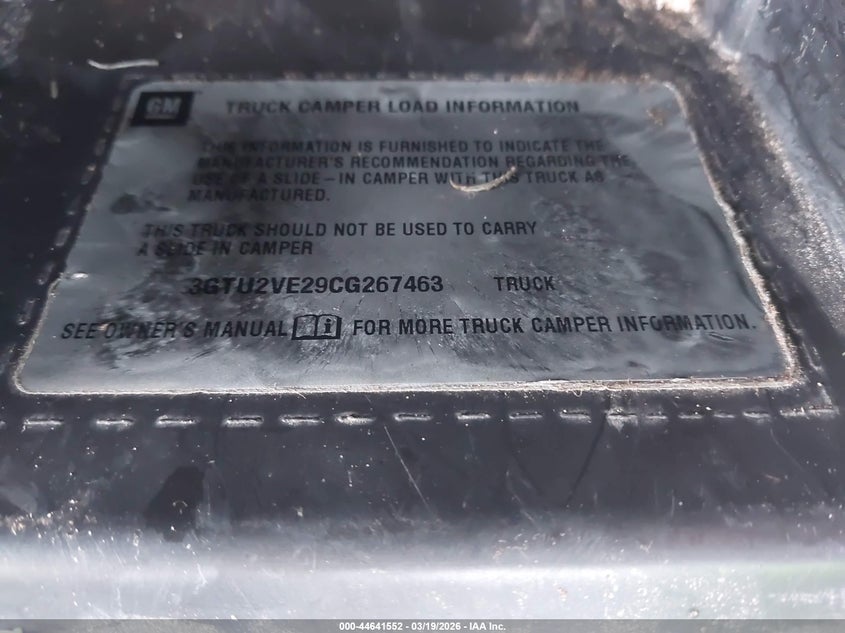 GM TRUCK CAMPER LOAD INFORMATION
THIS INFORMATION IS FURNISHED TO INDICATE THE
MANUFACTURER'S RECOMMENDATION REGARDING THE
USE OF A SLIDE-IN CAMPER WITH THIS TRUCK AS
MANUFACTURED.
THIS TRUCK SHOULD NOT BE USED TO CARRY
A SLIDE IN CAMPER
3GTU2VE29CG267463 TRUCK
SEE OWNER'S MANUAL i FOR MORE TRUCK CAMPER INFORMATION.
000-44641552 — 03/19/2026 — IAA Inc.